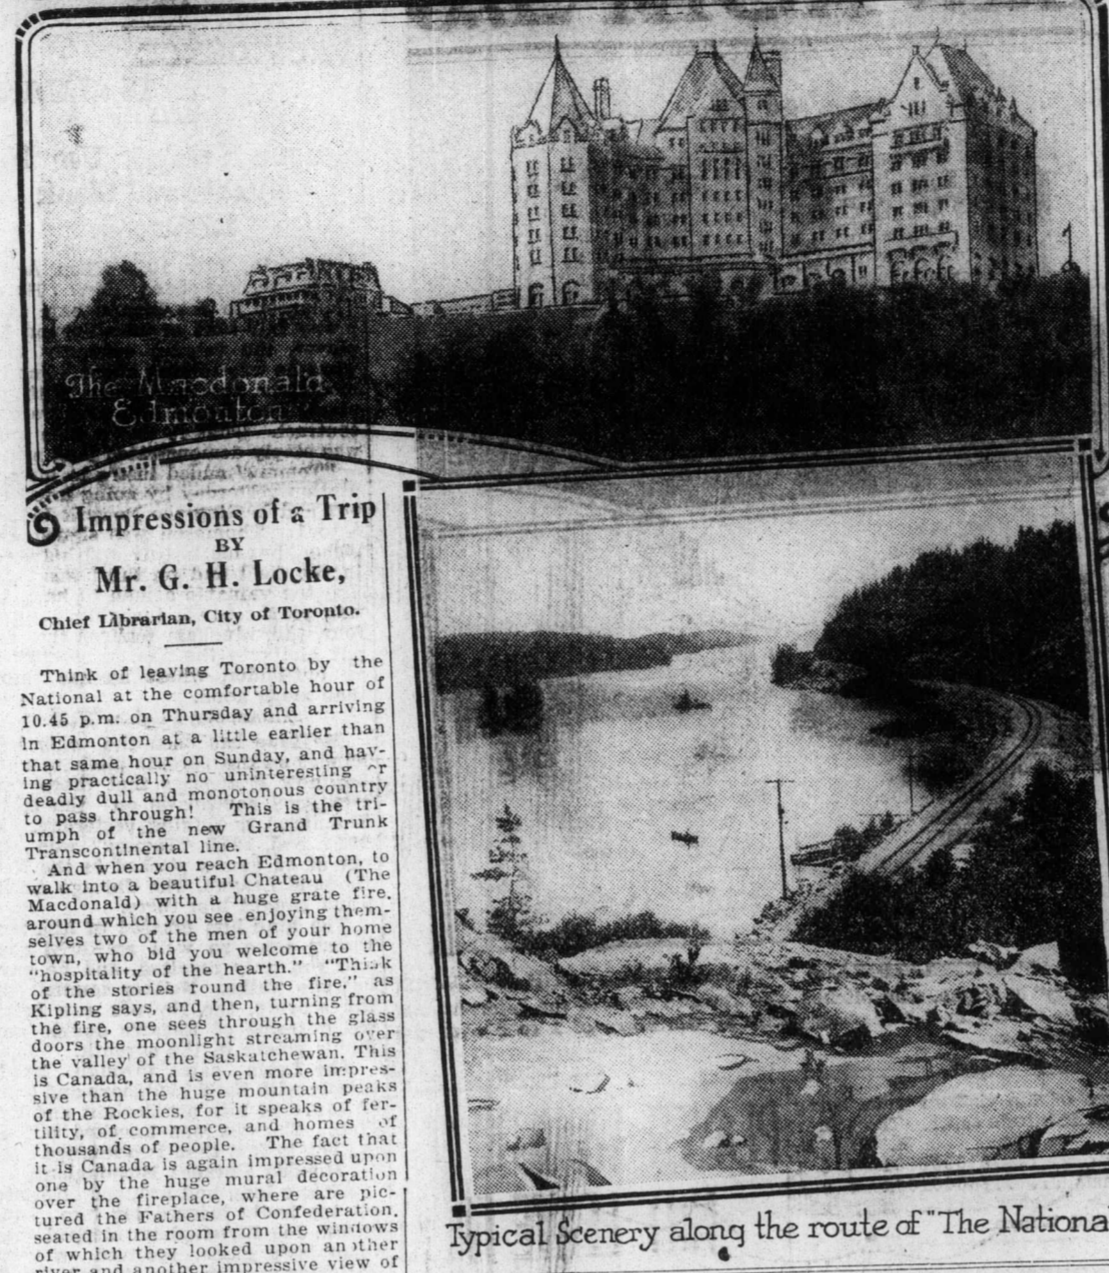 The Macdonald
Edmonton
Impressions of a Trip
BY
Mr. G. H. Locke,
Chief Librarian, City of Toronto.
Think of leaving Toronto by the
National at the comfortable hour of
10.45 p.m. on Thursday and arriving
in Edmonton at a little earlier than
that same hour on Sunday, and hav-
ing practically no uninteresting or
deadly dull and monotonous country
to pass through! This is the tri-
umph of the new Grand Trunk
Transcontinental line.
And when you reach Edmonton, to
walk into a beautiful Chateau (The
Macdonald) with a huge grate fire.
around which you see enjoying them-
selves two of the men of your home
town, who bid you welcome to the
"hospitality of the hearth." "Think
of the stories round the fire," as
Kipling says, and then, turning from
the fire, one sees through the glass
doors the moonlight streaming over
the valley of the Saskatchewan. This
is Canada, and is even more impres-
sive than the huge mountain peaks
of the Rockies, for it speaks of fer-
tility, of commerce, and homes of
thousands of people. The fact that
it is Canada is again impressed upon
one by the huge mural decoration
over the fireplace, where are pic-
tured the Fathers of Confederation.
seated in the room from the windows
of which they looked upon another
river and another impressive view of
Typical Scenery along the route of "The Nationa